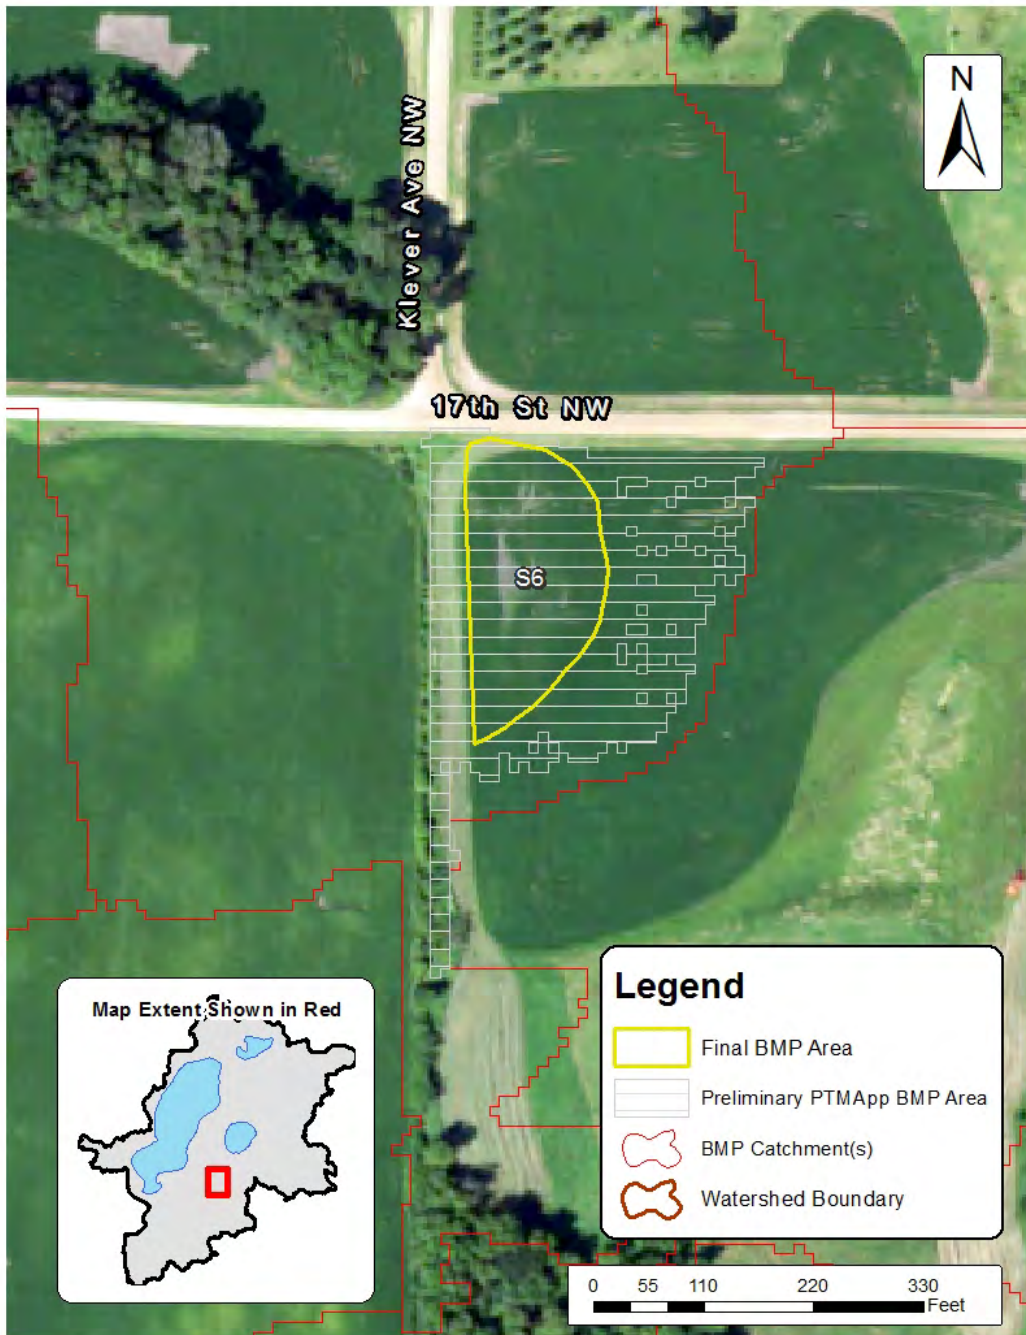 N
Klever Ave NW
17th St NW
S6
Map Extent Shown in Red
Legend
Final BMP Area
Preliminary PTMApp BMP Area
BMP Catchment(s)
Watershed Boundary
0 55 110 220 330
Feet